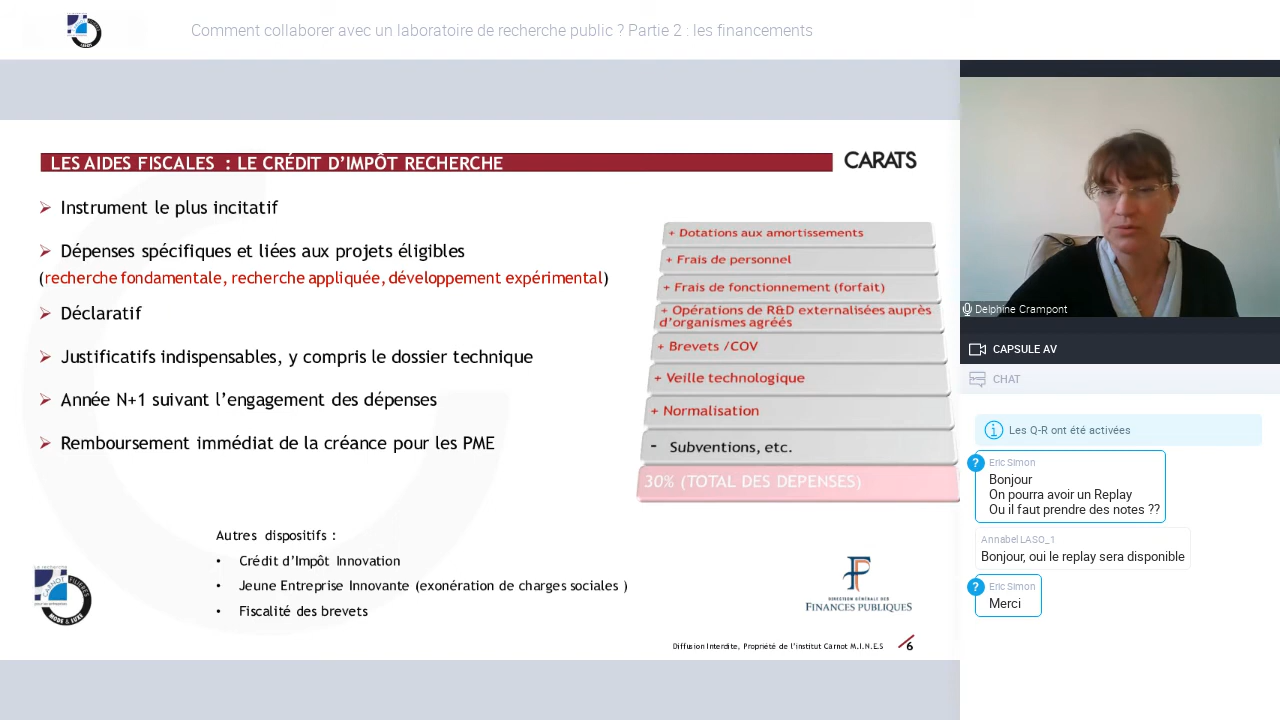 Comment collaborer avec un laboratoire de recherche public ? Partie 2 : les financements
LES AIDES FISCALES : LE CRÉDIT D'IMPÔT RECHERCHE
CARATS
Instrument le plus incitatif
Dépenses spécifiques et liées aux projets éligibles
(recherche fondamentale, recherche appliquée, développement expérimental)
Déclaratif
Justificatifs indispensables, y compris le dossier technique
Année N+1 suivant l'engagement des dépenses
Remboursement immédiat de la créance pour les PME
+ Dotations aux amortissements
+ Frais de personnel
+ Frais de fonctionnement (forfait)
+ Opérations de R&D externalisées auprès
d'organismes agréés
+ Brevets /COV
+ Veille technologique
+ Normalisation
- Subventions, etc.
30% (TOTAL DES DEPENSES)
Autres dispositifs :
• Crédit d'Impôt Innovation
• Jeune Entreprise Innovante (exonération de charges sociales )
• Fiscalité des brevets
CARNOT
FILIÈRES
MODE & LUXE
DIRECTION GÉNÉRALE DES
FINANCES PUBLIQUES
Diffusion Interdite, Propriété de l'institut Carnot M.I.N.E.S
6
Delphine Crampont
CAPSULE AV
CHAT
Les Q-R ont été activées
? Eric Simon
Bonjour
On pourra avoir un Replay
Ou il faut prendre des notes ??
Annabel LASO_1
Bonjour, oui le replay sera disponible
? Eric Simon
Merci